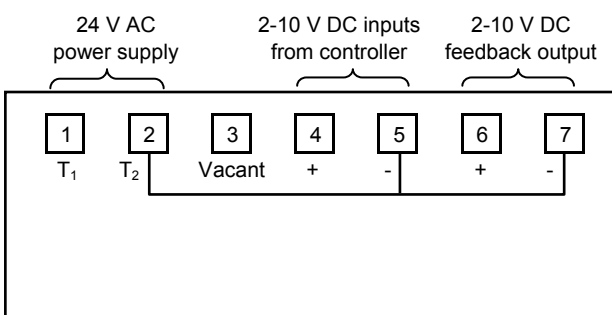 24 V AC
power supply
2-10 V DC inputs
from controller
2-10 V DC
feedback output
1 2 3 4 5 6 7
T₁ T₂ Vacant + - + -